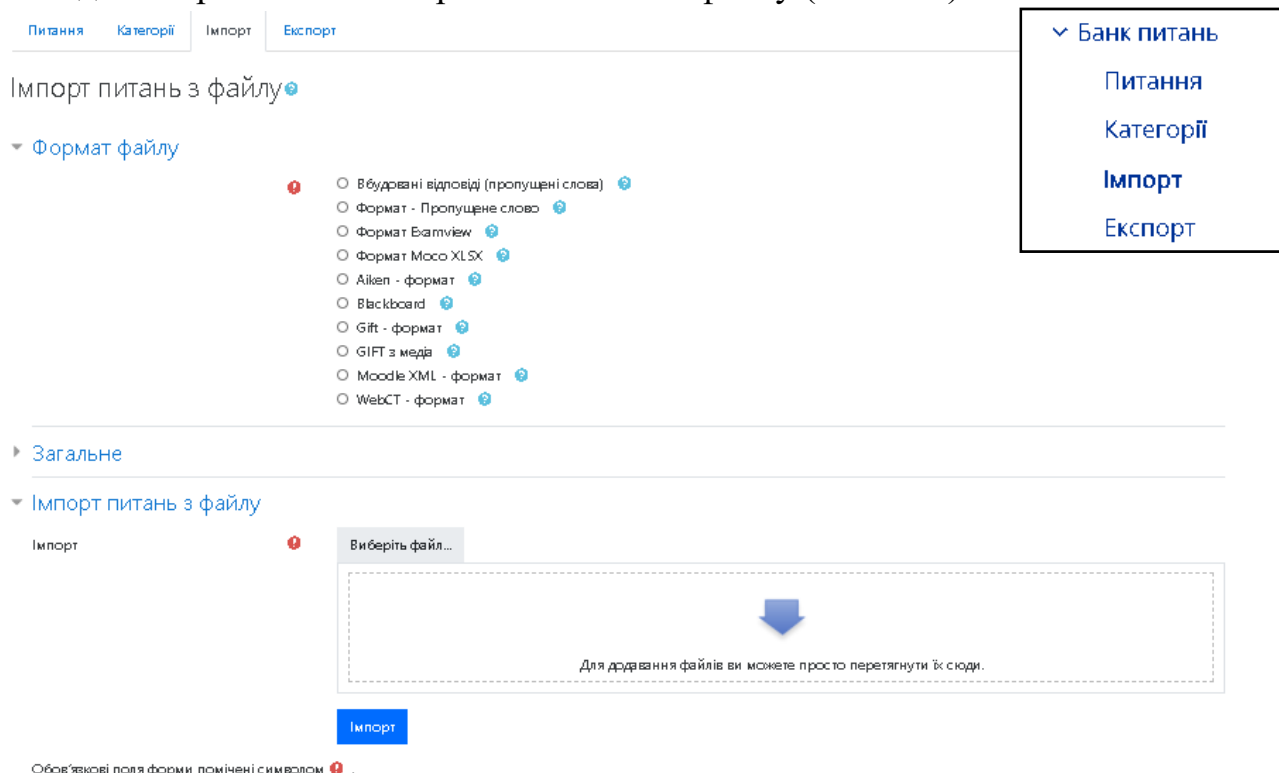 Питання Категорії Імпорт Експорт
Імпорт питань з файлу
Формат файлу
Вбудовані відповіді (пропущені слова)
Формат - Пропущене слово
Формат Examview
Формат Moco XLSX
Aiken - формат
Blackboard
Gift - формат
GIFT з медіа
Moodle XML - формат
WebCT - формат
Загальне
Імпорт питань з файлу
Імпорт
Виберіть файл...
Для додавання файлів ви можете просто перетягнути їх сюди.
Імпорт
Обов'язкові поля форми помічені символом .
Банк питань
Питання
Категорії
Імпорт
Експорт